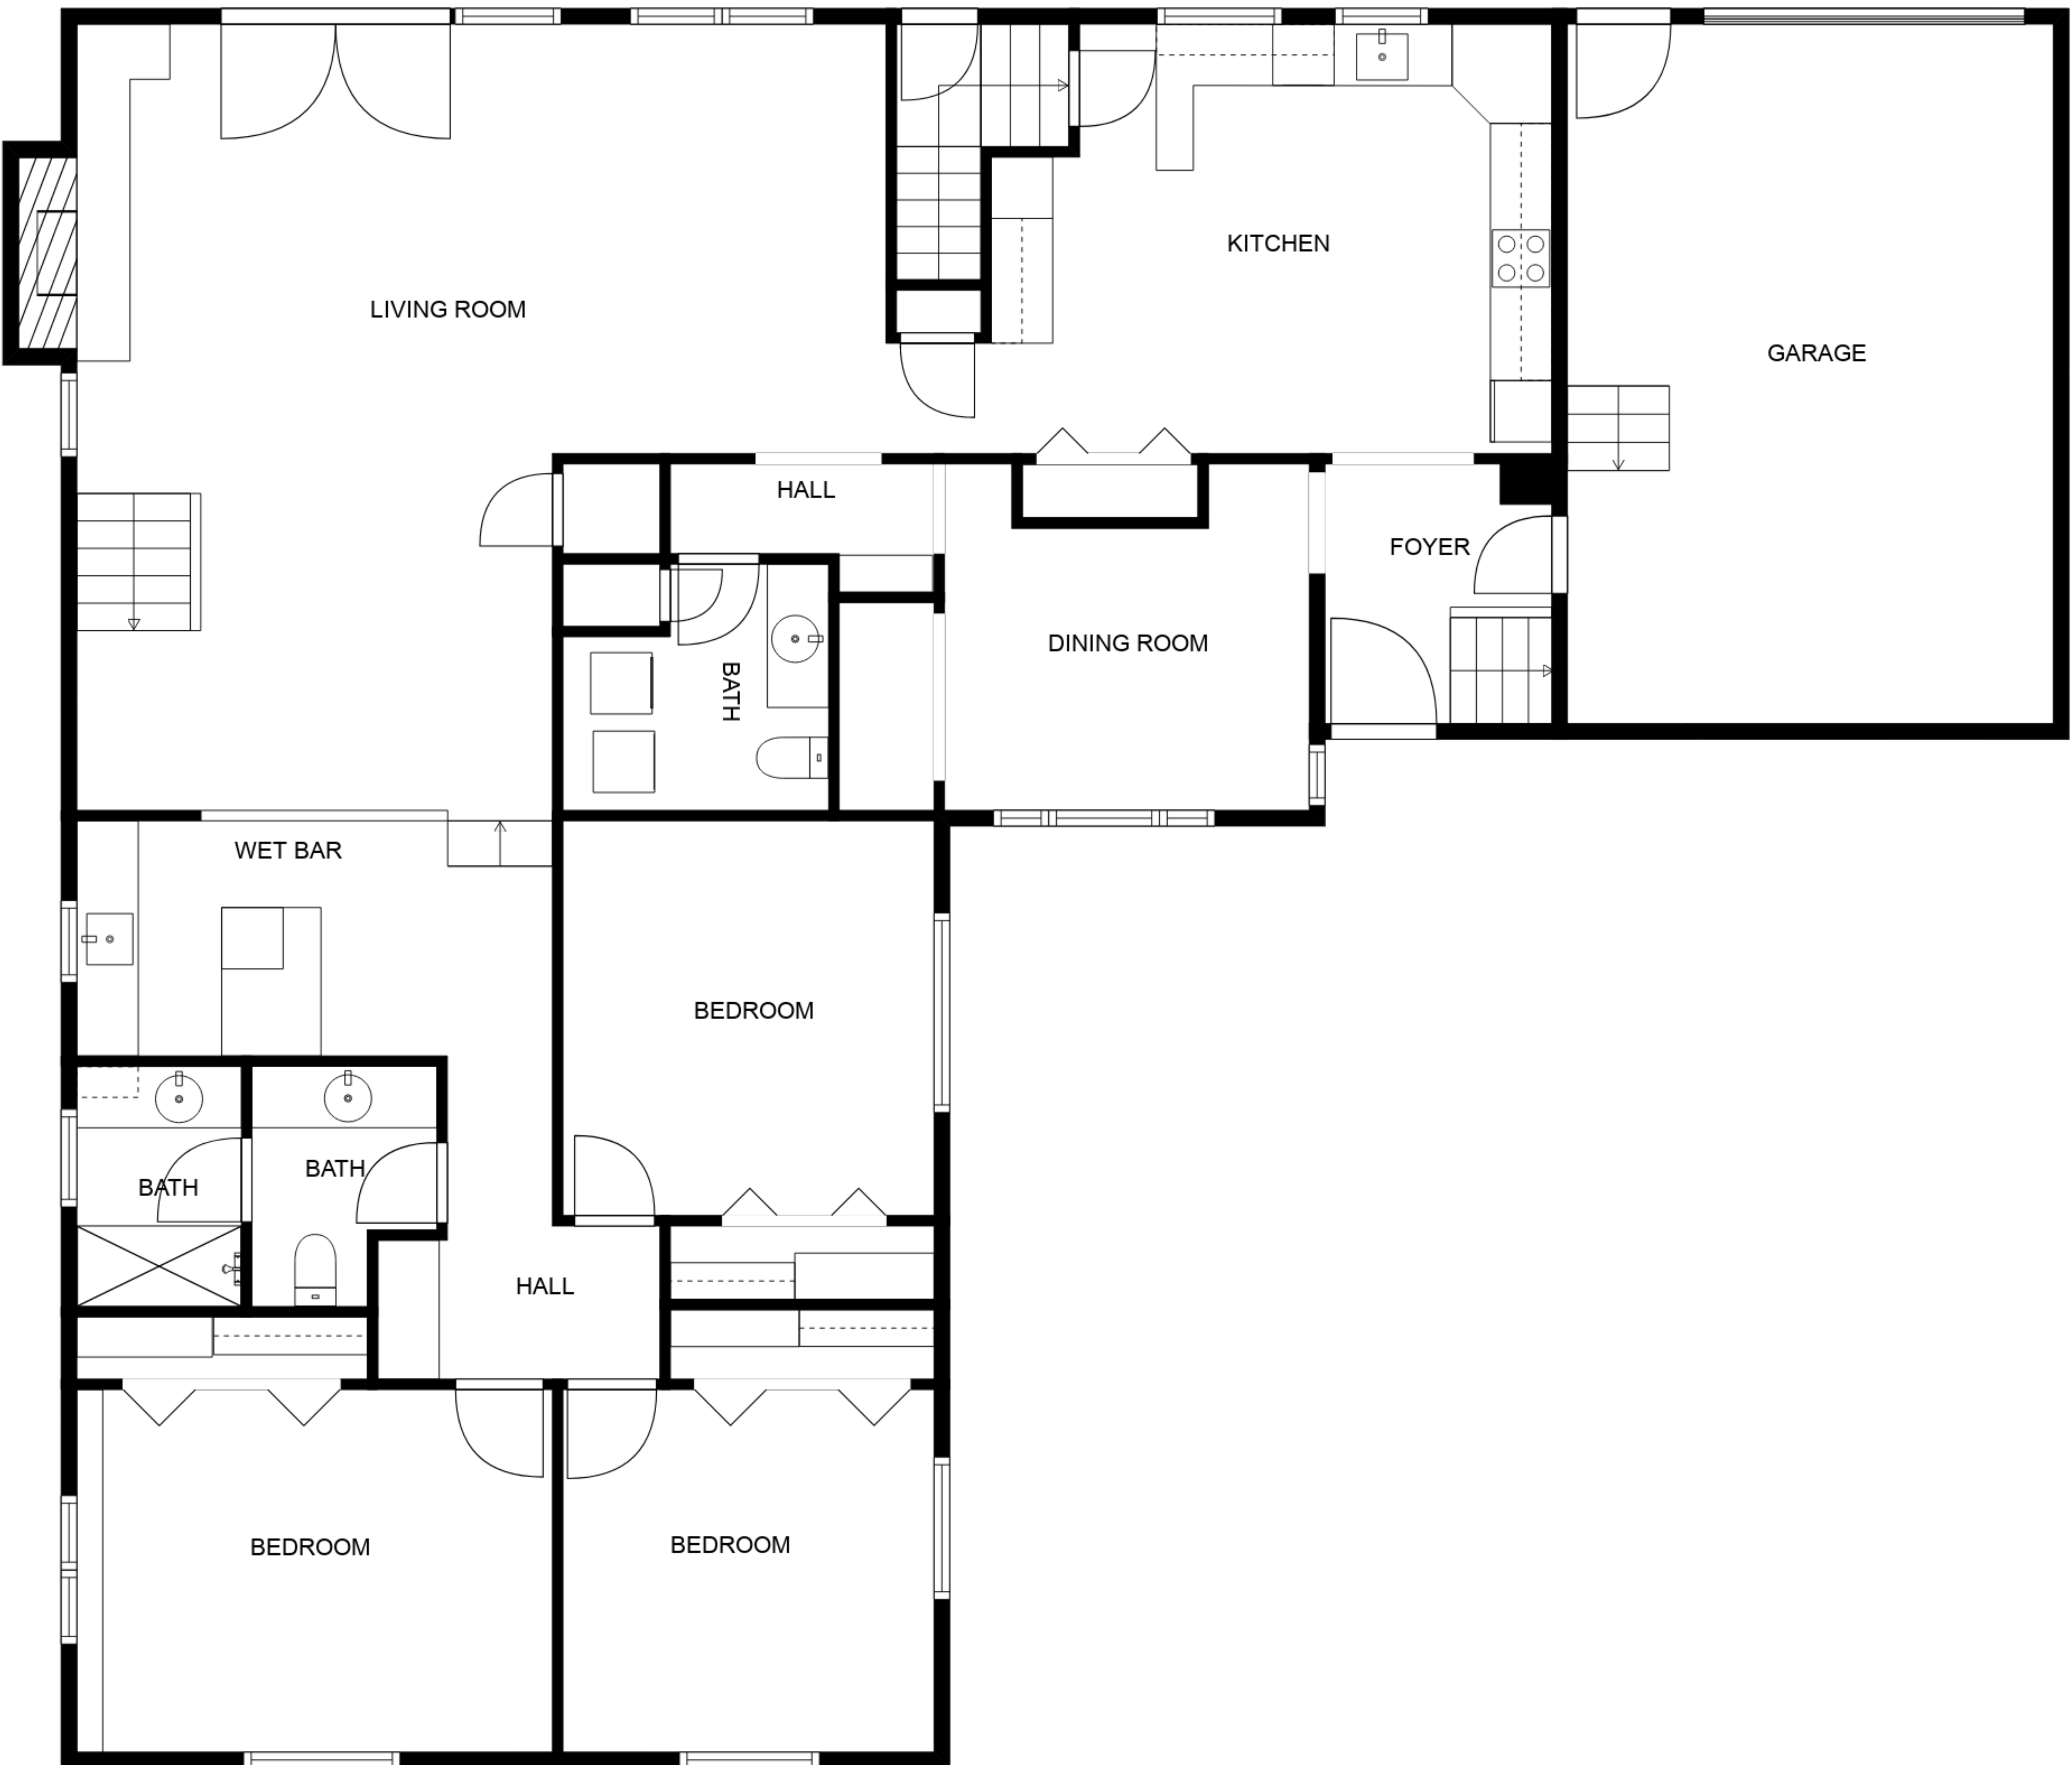 KITCHEN
LIVING ROOM
GARAGE
HALL
FOYER
DINING ROOM
BATH
WET BAR
BEDROOM
BATH
BATH
HALL
BEDROOM
BEDROOM